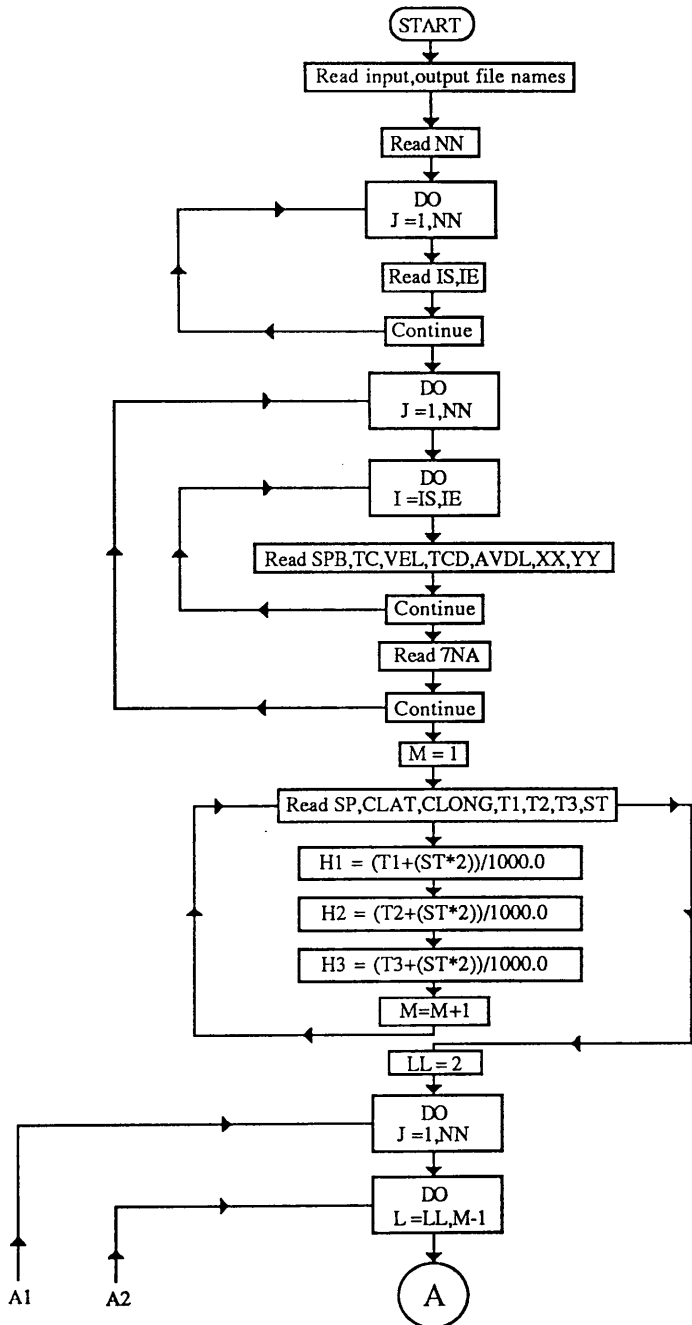 START
Read input,output file names
Read NN
DO
J =1,NN
Read IS,IE
Continue
DO
J =1,NN
DO
I =IS,IE
Read SPB,TC,VEL,TCD,AVDL,XX,YY
Continue
Read 7NA
Continue
M = 1
Read SP,CLAT,CLONG,T1,T2,T3,ST
H1 = (T1+(ST*2))/1000.0
H2 = (T2+(ST*2))/1000.0
H3 = (T3+(ST*2))/1000.0
M=M+1
LL = 2
DO
J =1,NN
DO
L =LL,M-1
A1
A2
A